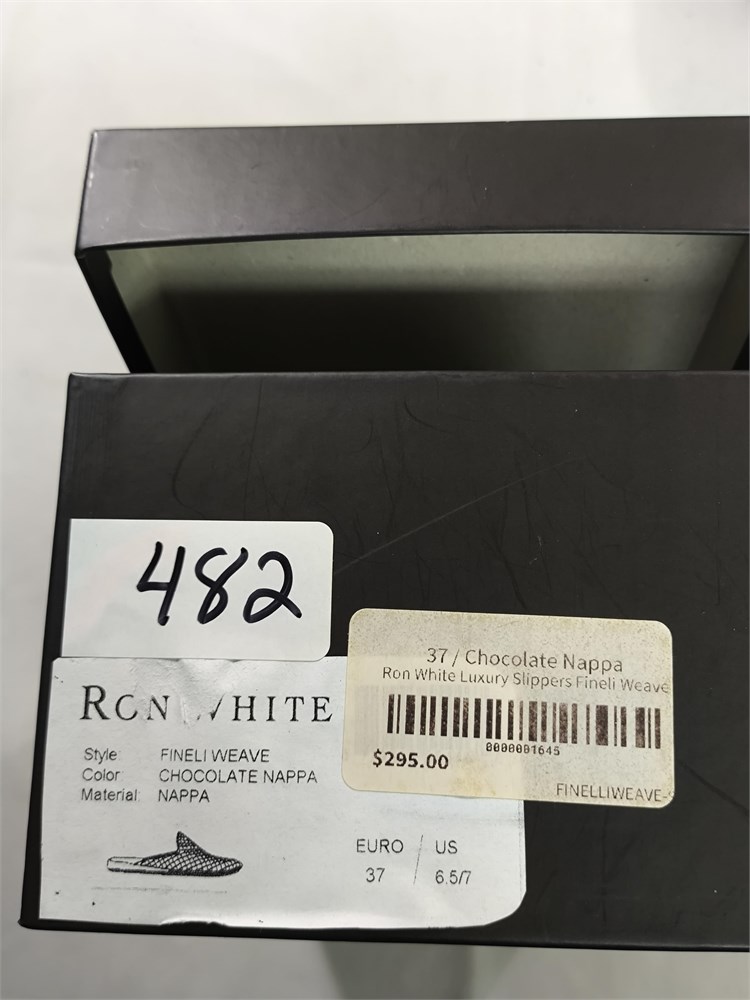 482
RON WHITE
Style FINELI WEAVE
Color: CHOCOLATE NAPPA
Material: NAPPA
EURO / US
37 / 6.5/7
37 / Chocolate Nappa
Ron White Luxury Slippers Fineli Weave
0000001645
$295.00
FINELLIWEAVE-